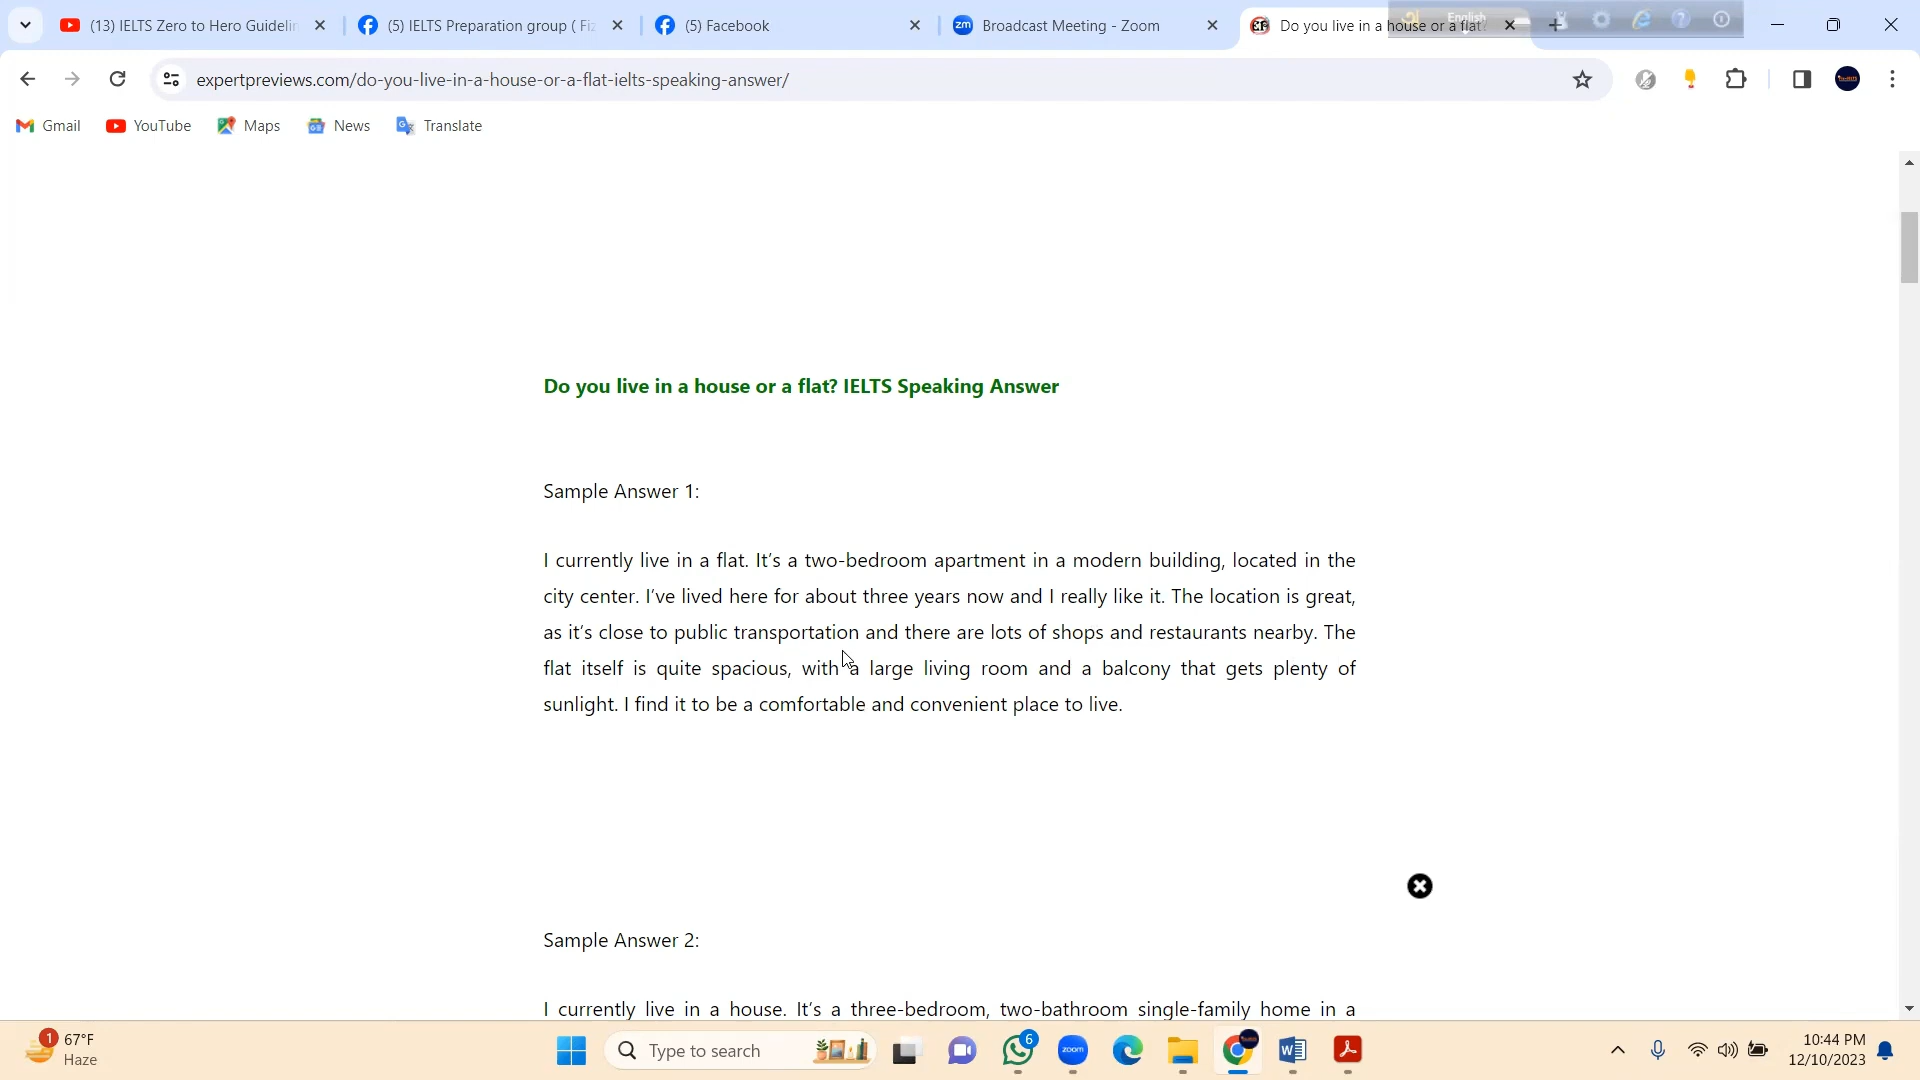 (13) IELTS Zero to Hero Guidelin
(5) IELTS Preparation group ( Fiz
(5) Facebook
zm Broadcast Meeting - Zoom
Do you live in a house or a flat?
English
expertpreviews.com/do-you-live-in-a-house-or-a-flat-ielts-speaking-answer/
Gmail
YouTube
Maps
News
Translate
Do you live in a house or a flat? IELTS Speaking Answer
Sample Answer 1:
I currently live in a flat. It’s a two-bedroom apartment in a modern building, located in the
city center. I’ve lived here for about three years now and I really like it. The location is great,
as it’s close to public transportation and there are lots of shops and restaurants nearby. The
flat itself is quite spacious, with a large living room and a balcony that gets plenty of
sunlight. I find it to be a comfortable and convenient place to live.
Sample Answer 2:
I currently live in a house. It’s a three-bedroom, two-bathroom single-family home in a
1
67°F
Haze
Type to search
6
zoom
10:44 PM
12/10/2023